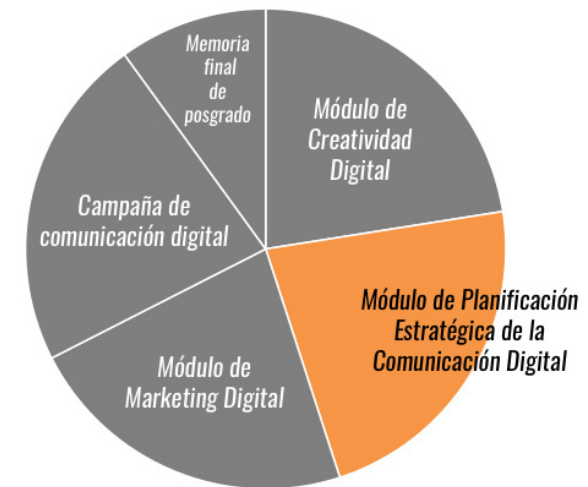 Memoria
final
de
posgrado
Módulo de
Creatividad
Digital
Campaña de
comunicación digital
Módulo de Planificación
Estratégica de la
Comunicación Digital
Módulo de
Marketing Digital